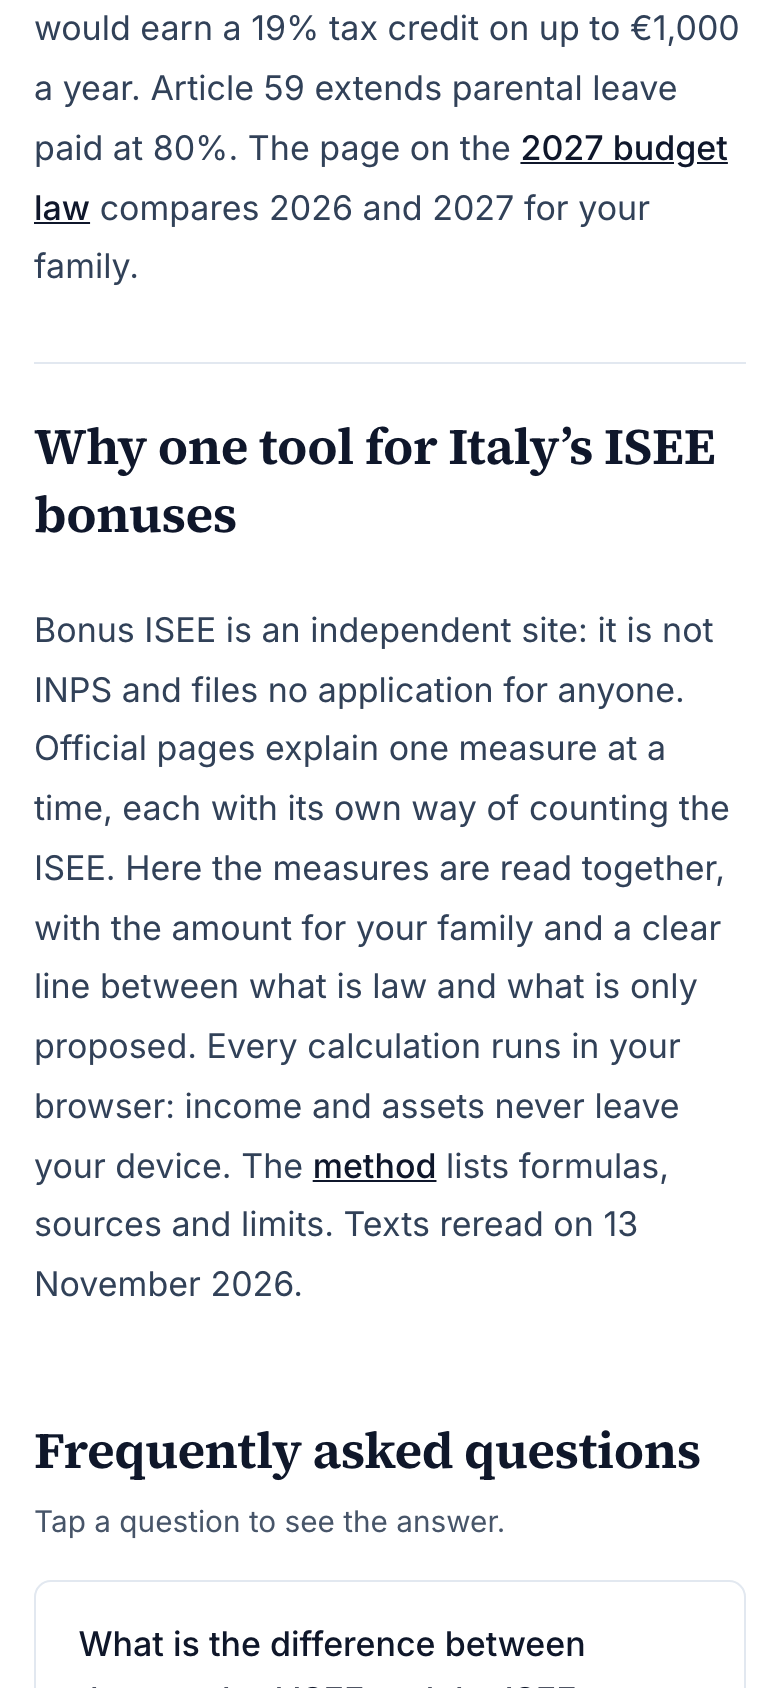 would earn a 19% tax credit on up to €1,000
a year. Article 59 extends parental leave
paid at 80%. The page on the 2027 budget
law compares 2026 and 2027 for your
family.
Why one tool for Italy’s ISEE
bonuses
Bonus ISEE is an independent site: it is not
INPS and files no application for anyone.
Official pages explain one measure at a
time, each with its own way of counting the
ISEE. Here the measures are read together,
with the amount for your family and a clear
line between what is law and what is only
proposed. Every calculation runs in your
browser: income and assets never leave
your device. The method lists formulas,
sources and limits. Texts reread on 13
November 2026.
Frequently asked questions
Tap a question to see the answer.
What is the difference between